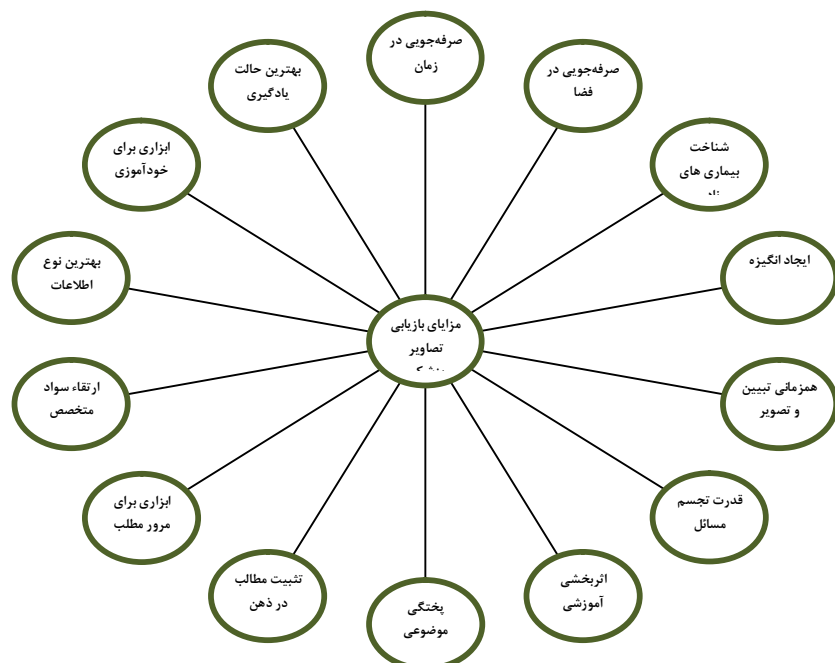 صرفه‌جویی در
زمان
صرفه‌جویی در
فضا
شناخت
بیماری های
ایجاد انگیزه
همزمانی تبیین
و تصویر
قدرت تجسم
مسائل
اثربخشی
آموزشی
پختگی
موضوعی
تثبیت مطالب
در ذهن
ابزاری برای
مرور مطلب
ارتقاء سواد
متخصص
بهترین نوع
اطلاعات
ابزاری برای
خودآموزی
بهترین حالت
یادگیری
مزایای بازیابی
تصاویر